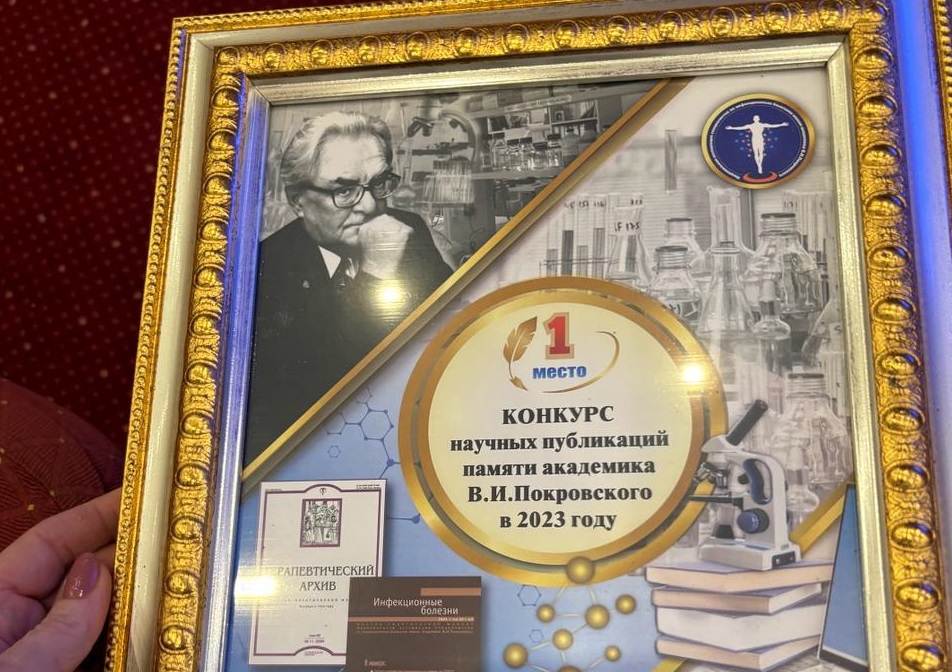 1
место
КОНКУРС
научных публикаций
памяти академика
В.И.Покровского
в 2023 году
ТЕРАПЕВТИЧЕСКИЙ
АРХИВ
Инфекционные
болезни